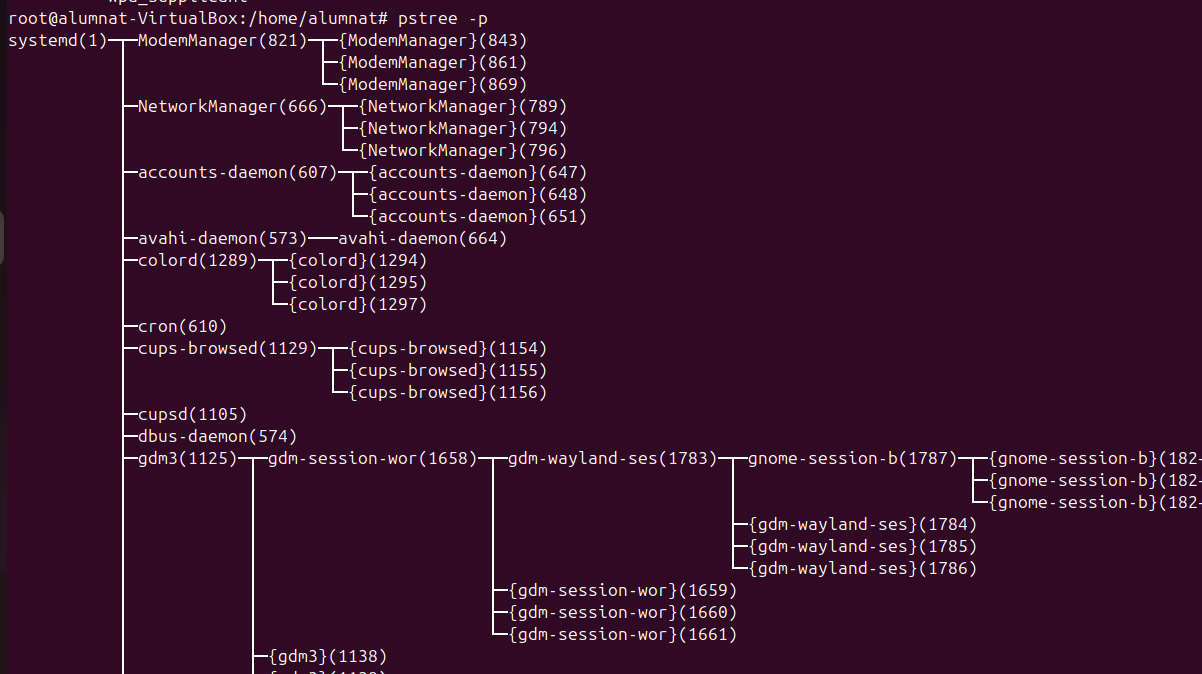 root@alumnat-VirtualBox:/home/alumnat# pstree -p
systemd(1)─┬─ModemManager(821)─┬─{ModemManager}(843)
           │                   ├─{ModemManager}(861)
           │                   └─{ModemManager}(869)
           ├─NetworkManager(666)─┬─{NetworkManager}(789)
           │                     ├─{NetworkManager}(794)
           │                     └─{NetworkManager}(796)
           ├─accounts-daemon(607)─┬─{accounts-daemon}(647)
           │                      ├─{accounts-daemon}(648)
           │                      └─{accounts-daemon}(651)
           ├─avahi-daemon(573)───avahi-daemon(664)
           ├─colord(1289)─┬─{colord}(1294)
           │              ├─{colord}(1295)
           │              └─{colord}(1297)
           ├─cron(610)
           ├─cups-browsed(1129)─┬─{cups-browsed}(1154)
           │                    ├─{cups-browsed}(1155)
           │                    └─{cups-browsed}(1156)
           ├─cupsd(1105)
           ├─dbus-daemon(574)
           ├─gdm3(1125)─┬─gdm-session-wor(1658)─┬─gdm-wayland-ses(1783)─┬─gnome-session-b(1787)─┬─{gnome-session-b}(182
           │            │                       │                       │                       ├─{gnome-session-b}(182
           │            │                       │                       │                       └─{gnome-session-b}(182
           │            │                       │                       ├─{gdm-wayland-ses}(1784)
           │            │                       │                       ├─{gdm-wayland-ses}(1785)
           │            │                       │                       └─{gdm-wayland-ses}(1786)
           │            │                       ├─{gdm-session-wor}(1659)
           │            │                       ├─{gdm-session-wor}(1660)
           │            │                       └─{gdm-session-wor}(1661)
           │            ├─{gdm3}(1138)